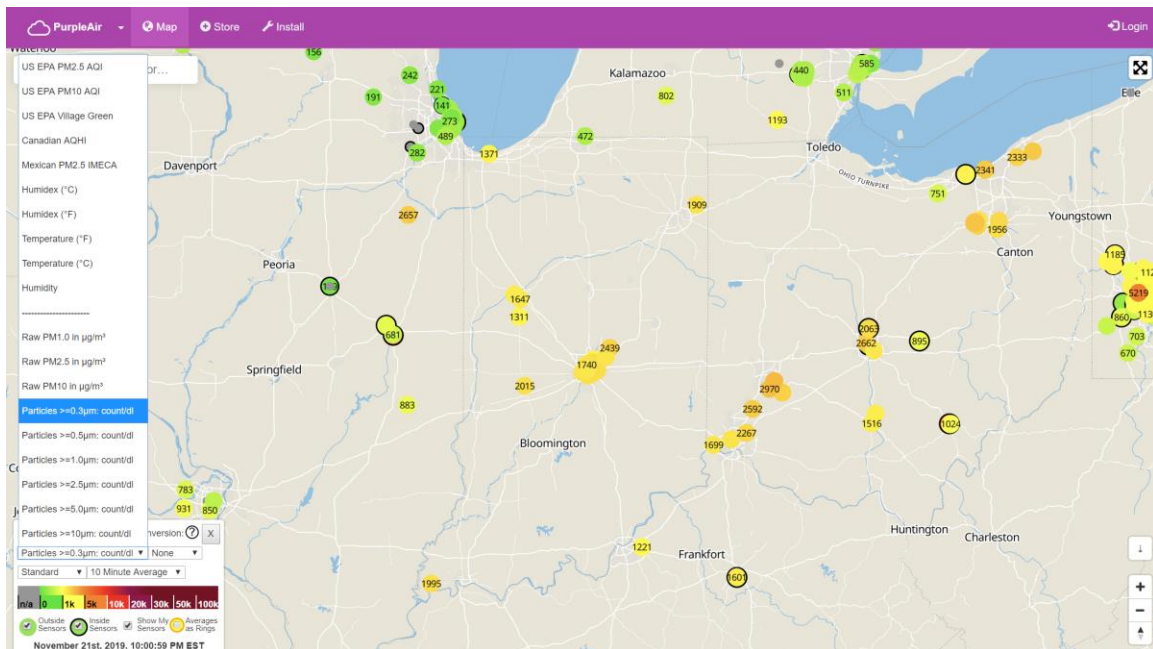 PurpleAir
Map
Store
Install
Login
Waterloo
US EPA PM2.5 AQI
US EPA PM10 AQI
US EPA Village Green
Canadian AQHI
Mexican PM2.5 IMECA
Humidex (°C)
Humidex (°F)
Temperature (°F)
Temperature (°C)
Humidity
----------------------
Raw PM1.0 in µg/m³
Raw PM2.5 in µg/m³
Raw PM10 in µg/m³
Particles >=0.3µm: count/dl
Particles >=0.5µm: count/dl
Particles >=1.0µm: count/dl
Particles >=2.5µm: count/dl
Particles >=5.0µm: count/dl
Particles >=10µm: count/dl
or...
nversion: ? X
Particles >=0.3µm: count/dl ▼ None ▼
Standard ▼ 10 Minute Average ▼
n/a 0 1k 5k 10k 20k 30k 50k 100k
Outside Sensors
Inside Sensors
Show My Sensors
Averages as Rings
November 21st, 2019, 10:00:59 PM EST
156
242
221
191
141
273
489
282
1371
472
Kalamazoo
802
440
585
511
1193
Toledo
OHIO TURNPIKE
Erie
2333
2341
751
1956
Youngstown
Canton
Davenport
2657
1909
Peoria
1185
112
5219
860
113
703
670
1647
1311
681
2063
2662
895
Springfield
2439
1740
2015
883
2970
2592
2267
1699
1516
1024
Bloomington
783
931
850
Huntington
Charleston
1221
Frankfort
1601
1995
↓
+
−